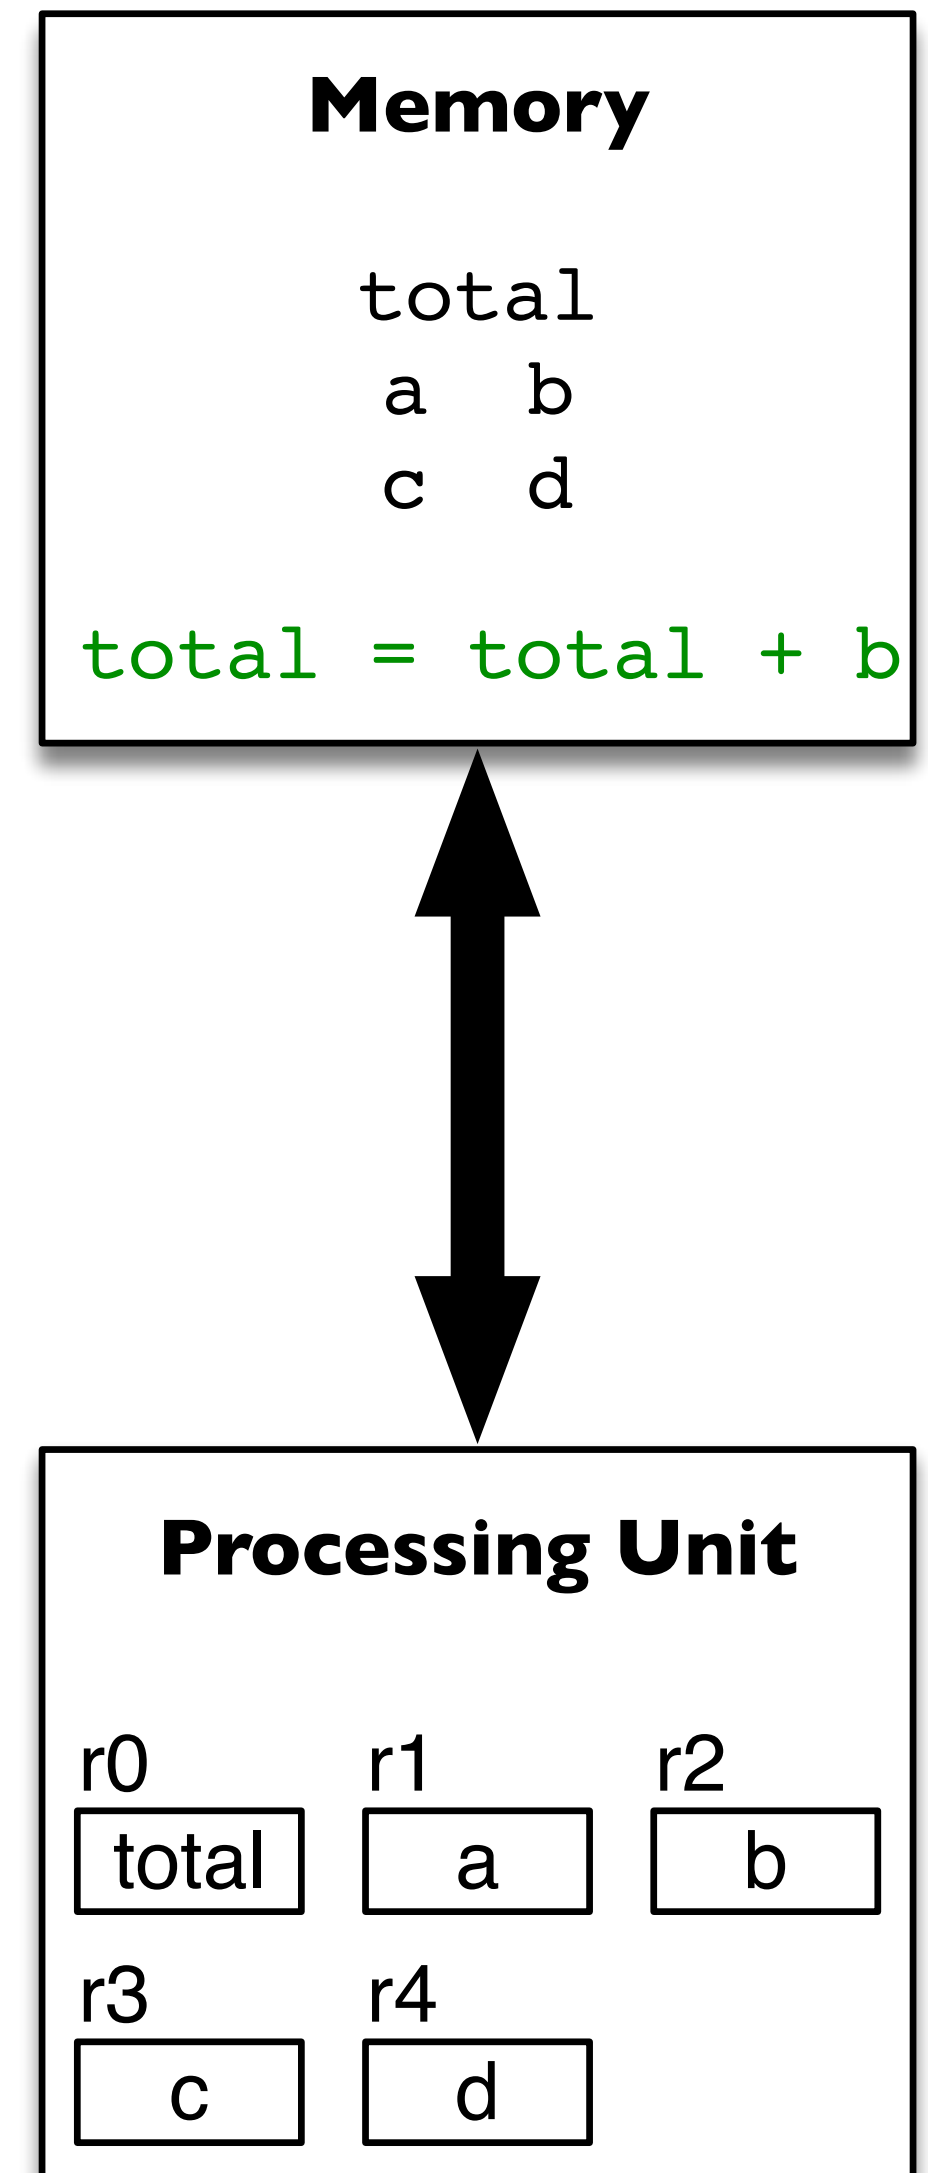 Memory
total
a b
c d
total = total + b
Processing Unit
r0 r1 r2
total a b
r3 r4
c d